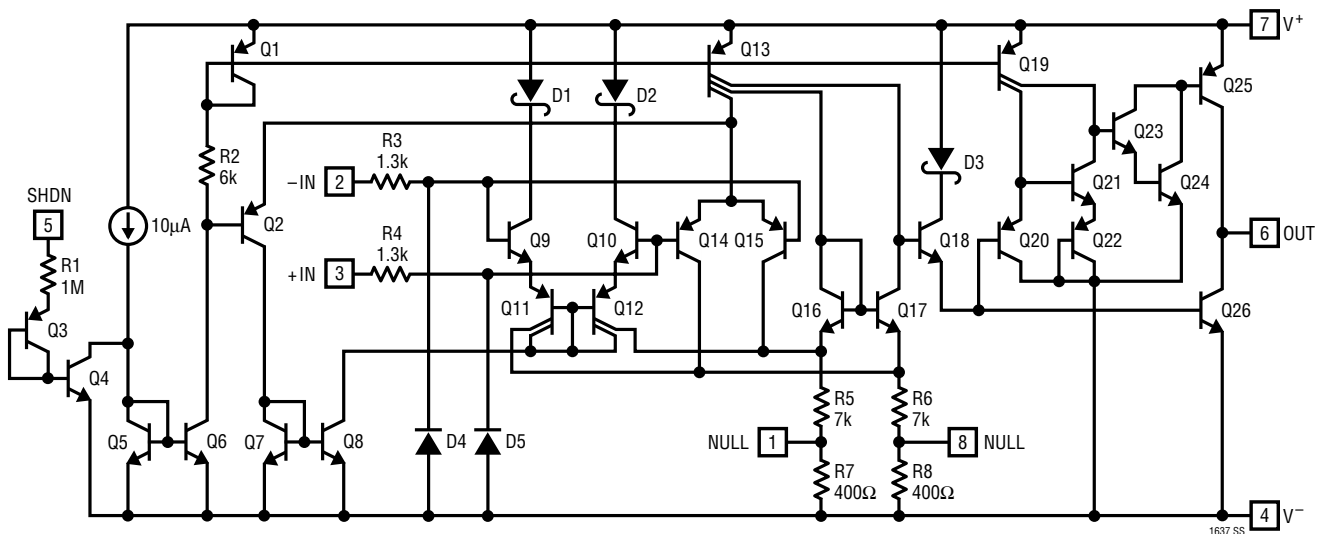 Q1
Q13
Q19
7 V+
Q25
D1
D2
Q23
R2
6k
R3
1.3k
D3
Q21
Q24
−IN 2
SHDN
5
10µA
Q2
R4
1.3k
Q9
Q10
Q14 Q15
Q18
Q20
Q22
6 OUT
R1
1M
+IN 3
Q11
Q12
Q16
Q17
Q26
Q3
Q4
R5
7k
R6
7k
Q5
Q6
Q7
Q8
D4
D5
NULL 1
8 NULL
R7
400Ω
R8
400Ω
4 V−
1637 SS